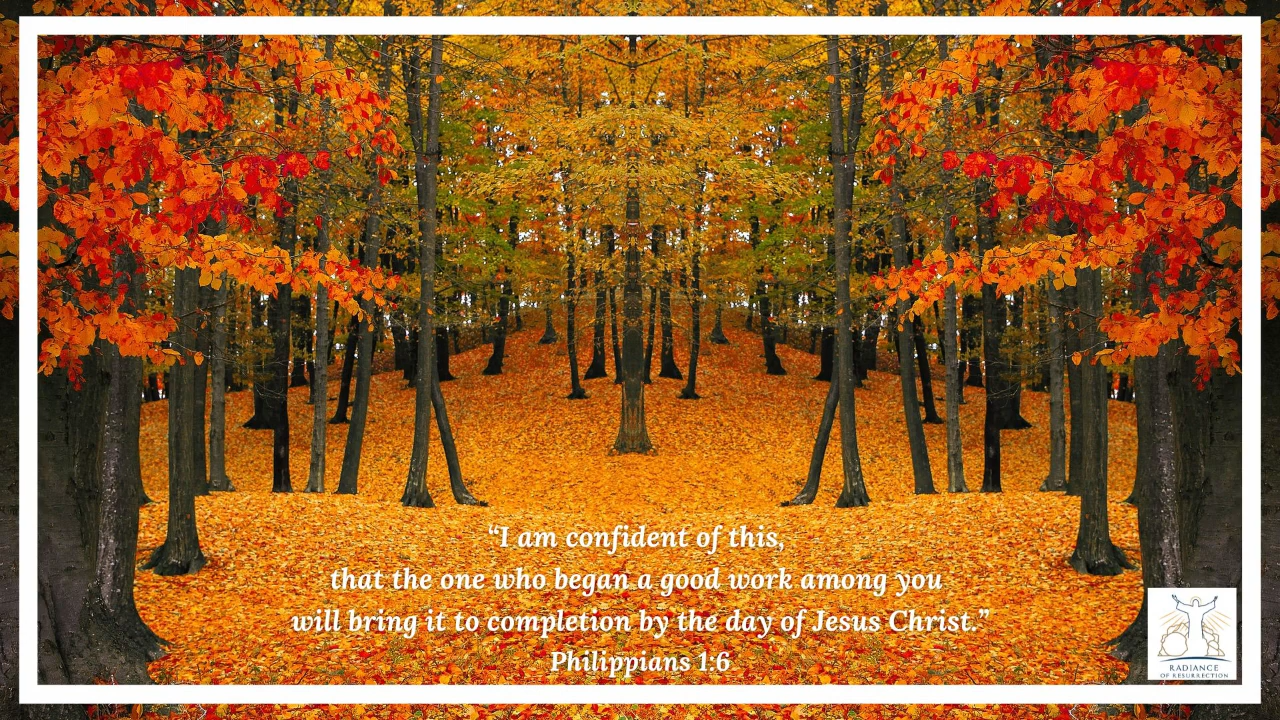 “I am confident of this,
that the one who began a good work among you
will bring it to completion by the day of Jesus Christ.”
Philippians 1:6
RADIANCE
OF RESURRECTION